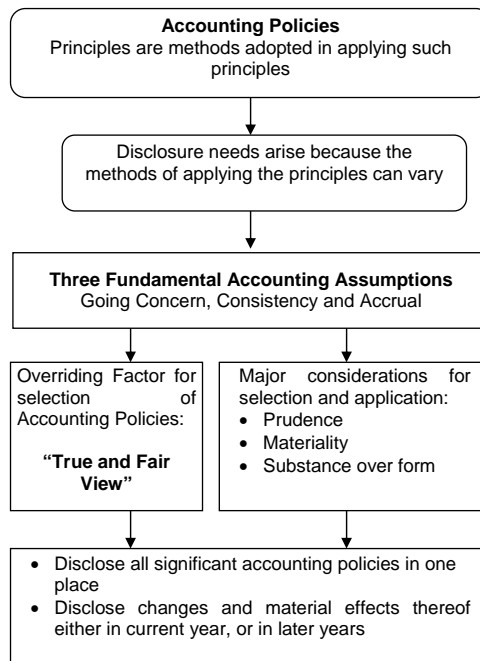 Accounting Policies
Principles are methods adopted in applying such
principles
Disclosure needs arise because the
methods of applying the principles can vary
Three Fundamental Accounting Assumptions
Going Concern, Consistency and Accrual
Overriding Factor for
selection of
Accounting Policies:
“True and Fair
View”
Major considerations for
selection and application:
• Prudence
• Materiality
• Substance over form
• Disclose all significant accounting policies in one
place
• Disclose changes and material effects thereof
either in current year, or in later years